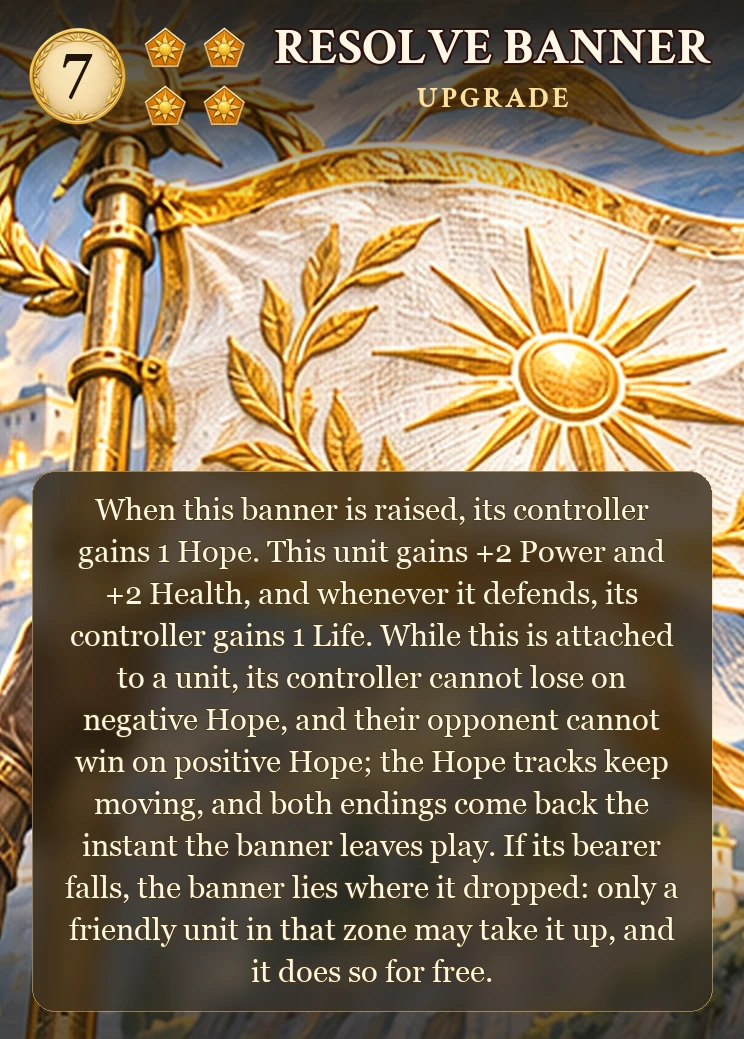 7
RESOLVE BANNER
UPGRADE
When this banner is raised, its controller
gains 1 Hope. This unit gains +2 Power and
+2 Health, and whenever it defends, its
controller gains 1 Life. While this is attached
to a unit, its controller cannot lose on
negative Hope, and their opponent cannot
win on positive Hope; the Hope tracks keep
moving, and both endings come back the
instant the banner leaves play. If its bearer
falls, the banner lies where it dropped: only a
friendly unit in that zone may take it up, and
it does so for free.